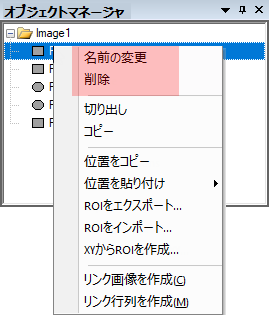 オブジェクトマネージャ
Image1
名前の変更
削除
切り出し
コピー
位置をコピー
位置を貼り付け
ROIをエクスポート...
ROIをインポート...
XYからROIを作成...
リンク画像を作成(C)
リンク行列を作成(M)